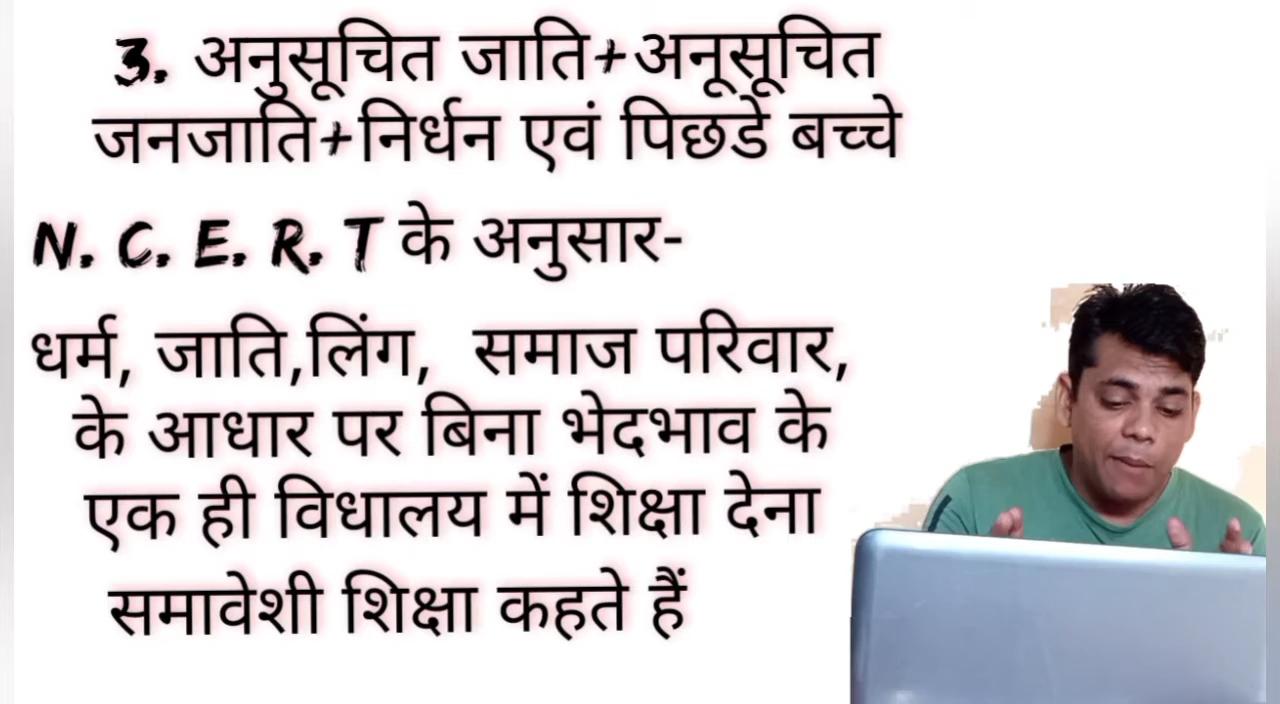 3. अनुसूचित जाति+अनूसूचित
जनजाति+निर्धन एवं पिछडे बच्चे
N. C. E. R. T के अनुसार-
धर्म, जाति,लिंग, समाज परिवार,
के आधार पर बिना भेदभाव के
एक ही विधालय में शिक्षा देना
समावेशी शिक्षा कहते हैं